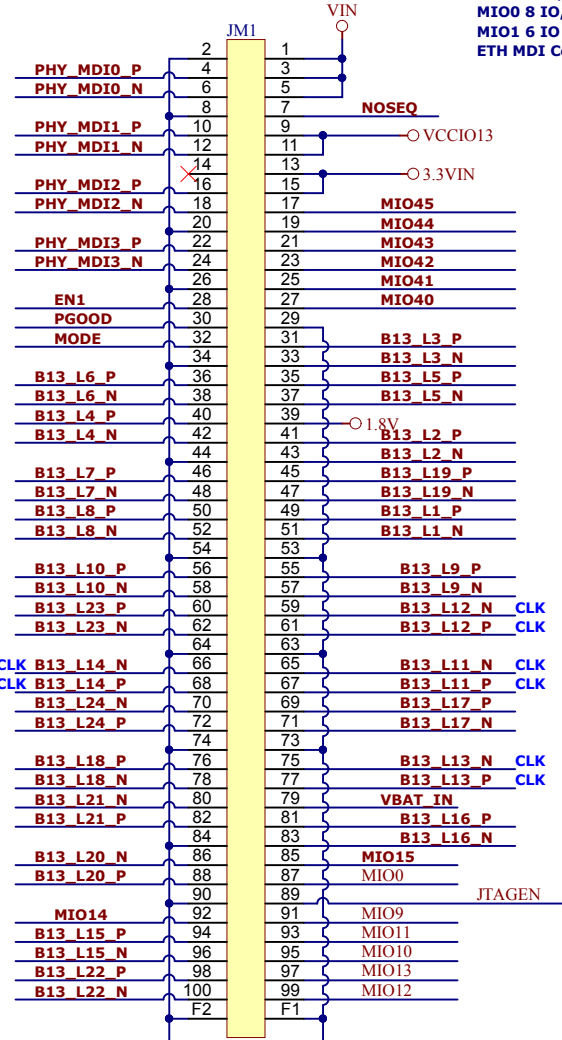 VIN
MIO0 8 IO,
MIO1 6 IO
ETH MDI C
JM1
2 1
PHY_MDI0_P 4 3
PHY_MDI0_N 6 5
8 7 NOSEQ
PHY_MDI1_P 10 9 VCCIO13
PHY_MDI1_N 12 11
14 13 3.3VIN
PHY_MDI2_P 16 15
PHY_MDI2_N 18 17 MIO45
20 19 MIO44
PHY_MDI3_P 22 21 MIO43
PHY_MDI3_N 24 23 MIO42
26 25 MIO41
EN1 28 27 MIO40
PGOOD 30 29
MODE 32 31 B13_L3_P
34 33 B13_L3_N
B13_L6_P 36 35 B13_L5_P
B13_L6_N 38 37 B13_L5_N
B13_L4_P 40 39 1.8V
B13_L4_N 42 41 B13_L2_P
44 43 B13_L2_N
B13_L7_P 46 45 B13_L19_P
B13_L7_N 48 47 B13_L19_N
B13_L8_P 50 49 B13_L1_P
B13_L8_N 52 51 B13_L1_N
54 53
B13_L10_P 56 55 B13_L9_P
B13_L10_N 58 57 B13_L9_N
B13_L23_P 60 59 B13_L12_N CLK
B13_L23_N 62 61 B13_L12_P CLK
64 63
CLK B13_L14_N 66 65 B13_L11_N CLK
CLK B13_L14_P 68 67 B13_L11_P CLK
B13_L24_N 70 69 B13_L17_P
B13_L24_P 72 71 B13_L17_N
74 73
B13_L18_P 76 75 B13_L13_N CLK
B13_L18_N 78 77 B13_L13_P CLK
B13_L21_N 80 79 VBAT_IN
B13_L21_P 82 81 B13_L16_P
84 83 B13_L16_N
B13_L20_N 86 85 MIO15
B13_L20_P 88 87 MIO0
90 89 JTAGEN
MIO14 92 91 MIO9
B13_L15_P 94 93 MIO11
B13_L15_N 96 95 MIO10
B13_L22_P 98 97 MIO13
B13_L22_N 100 99 MIO12
F2 F1